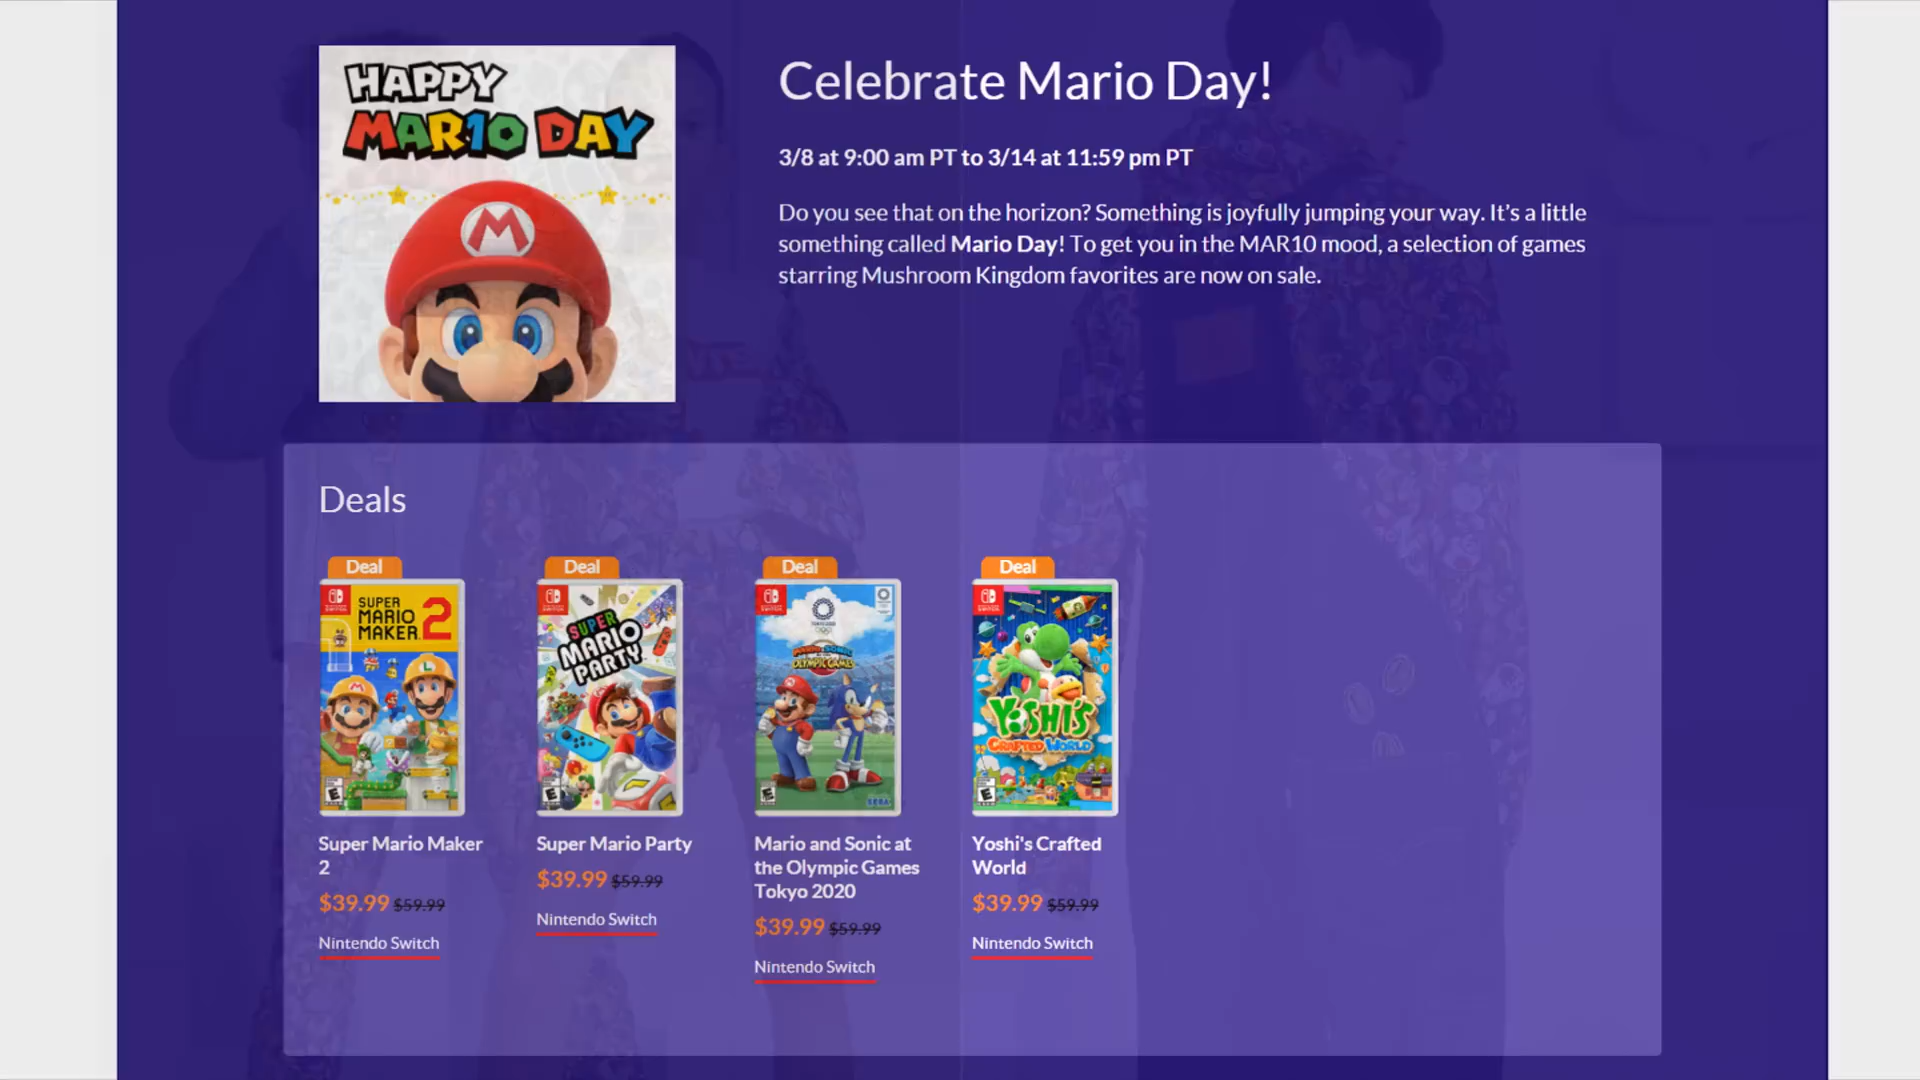 HAPPY
MAR10 DAY
M
Celebrate Mario Day!
3/8 at 9:00 am PT to 3/14 at 11:59 pm PT
Do you see that on the horizon? Something is joyfully jumping your way. It's a little
something called Mario Day! To get you in the MAR10 mood, a selection of games
starring Mushroom Kingdom favorites are now on sale.
Deals
Deal
SUPER
MARIO
MAKER 2
L
E
Super Mario Maker
2
$39.99 $59.99
Nintendo Switch
Deal
SUPER
MARIO
PARTY
E
Super Mario Party
$39.99 $59.99
Nintendo Switch
Deal
MARIO & SONIC
OLYMPIC GAMES
E
SEGA
Mario and Sonic at
the Olympic Games
Tokyo 2020
$39.99 $59.99
Nintendo Switch
Deal
YOSHI'S
CRAFTED WORLD
E
Yoshi's Crafted
World
$39.99 $59.99
Nintendo Switch